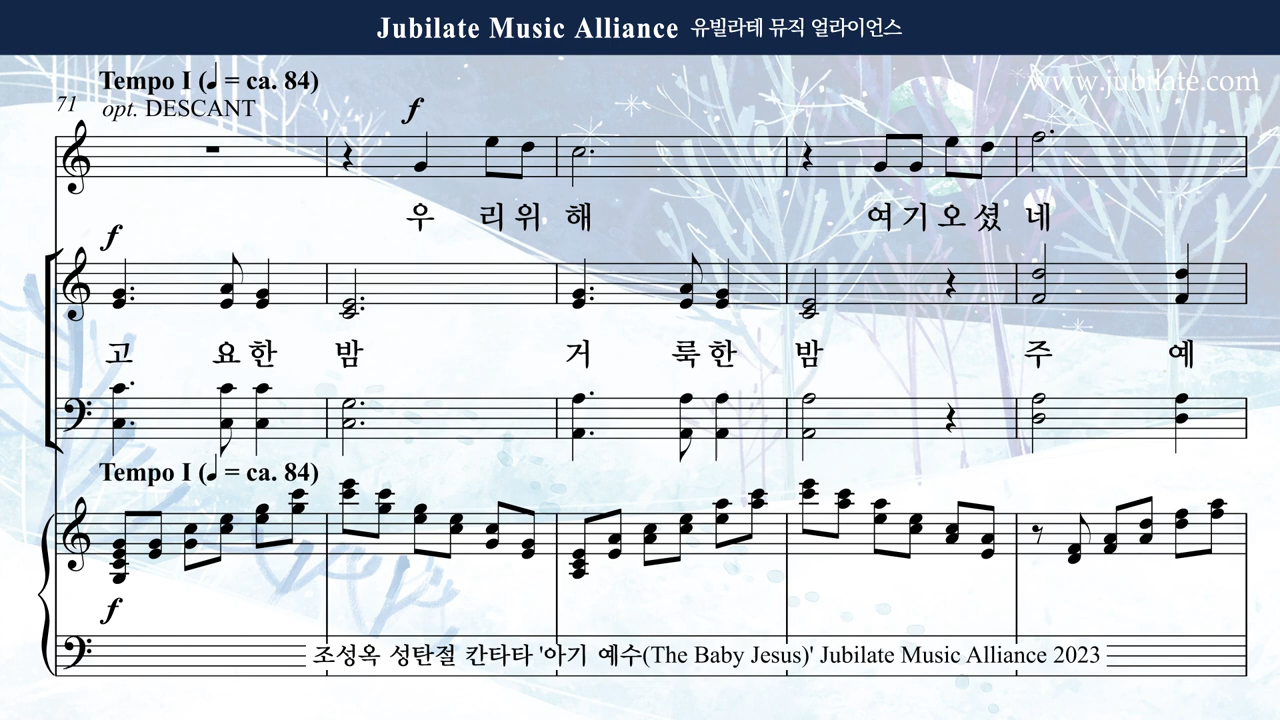 Jubilate Music Alliance 유빌라테 뮤직 얼라이언스
www.jubilate.com
Tempo I (♩ = ca. 84)
71 opt. DESCANT
f
우 리 위 해 여 기 오 셨 네
f
고 요 한 밤 거 룩 한 밤 주 예
Tempo I (♩ = ca. 84)
f
조성옥 성탄절 칸타타 '아기 예수(The Baby Jesus)' Jubilate Music Alliance 2023